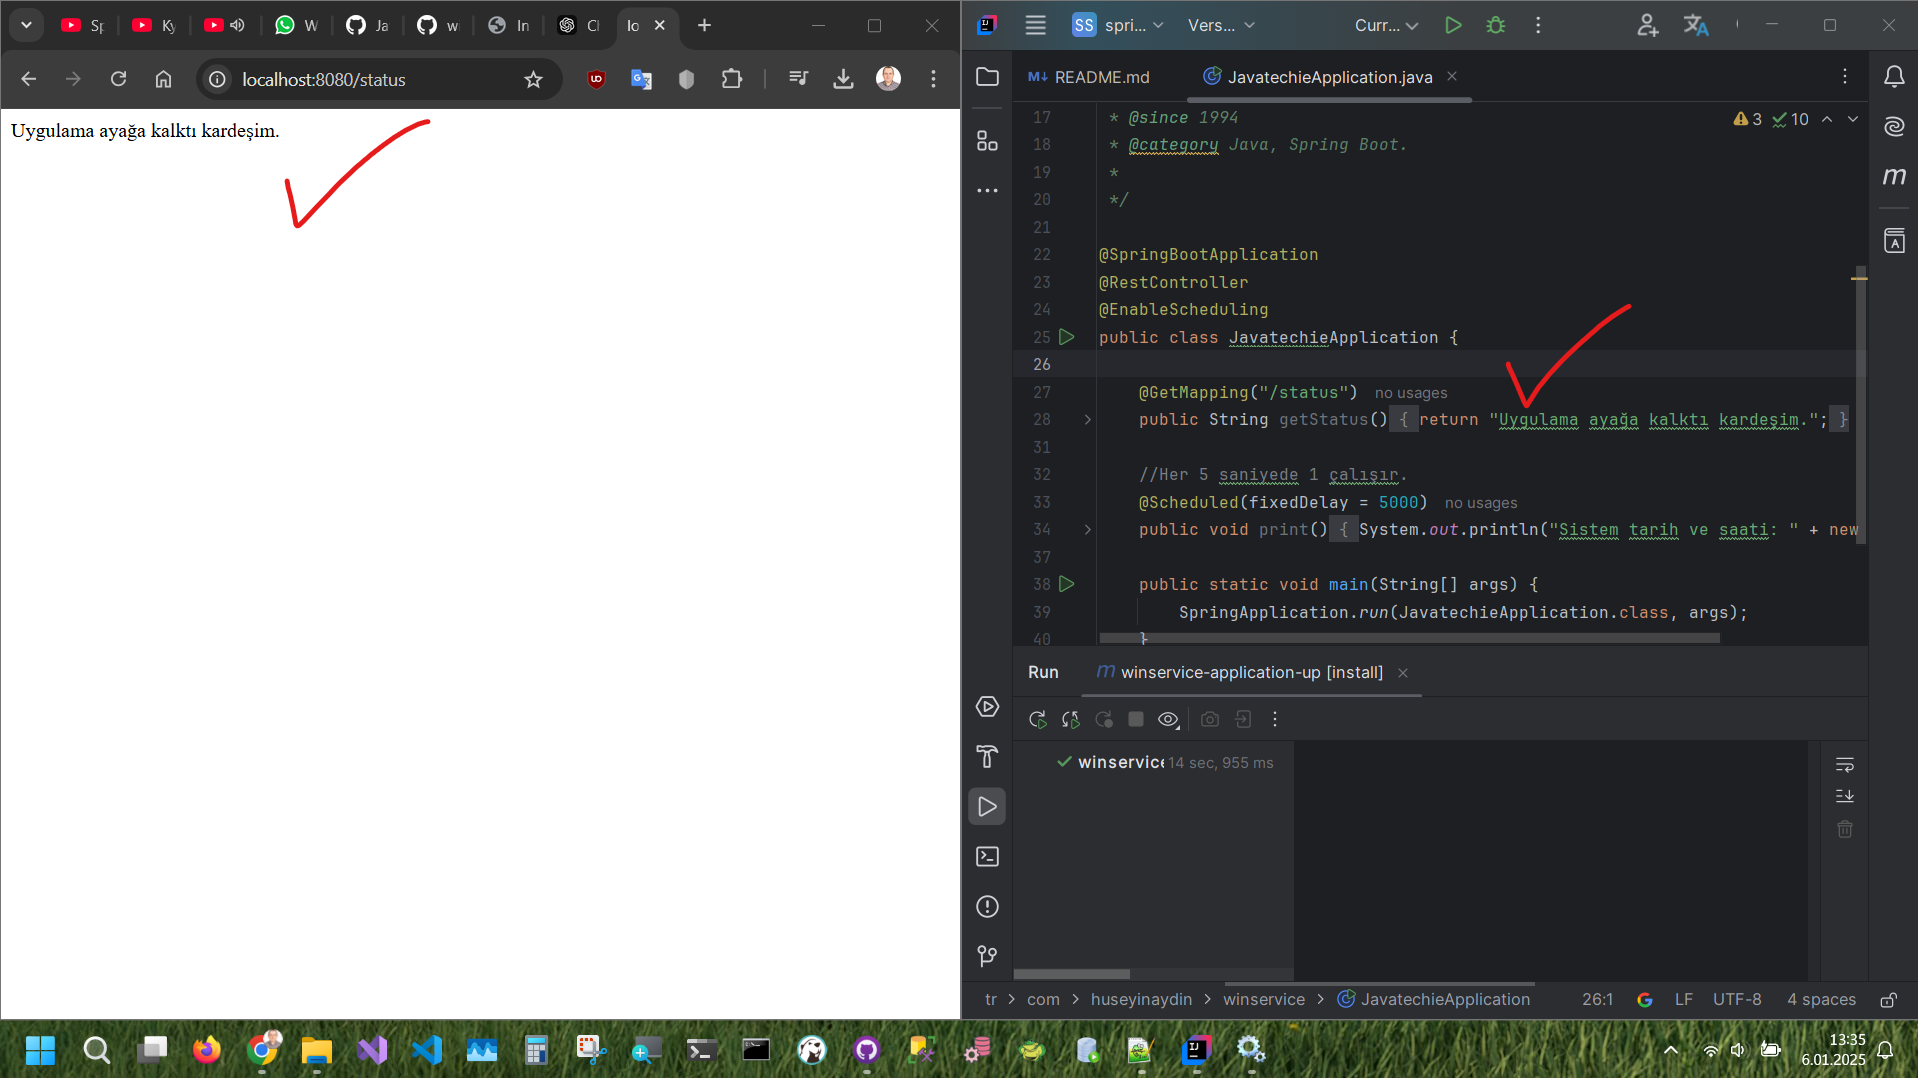 Sp
Ky
W
Ja
w
In
Cl
lo
localhost:8080/status
Uygulama ayağa kalktı kardeşim.
SS spri...
Vers...
Curr...
README.md
JavatechieApplication.java
3
10
17 * @since 1994
18 * @category Java, Spring Boot.
19 *
20 */
21
22 @SpringBootApplication
23 @RestController
24 @EnableScheduling
25 public class JavatechieApplication {
26
27 @GetMapping("/status") no usages
28 public String getStatus() { return "Uygulama ayağa kalktı kardeşim."; }
31
32 //Her 5 saniyede 1 çalışır.
33 @Scheduled(fixedDelay = 5000) no usages
34 public void print() { System.out.println("Sistem tarih ve saati: " + new
37
38 public static void main(String[] args) {
39 SpringApplication.run(JavatechieApplication.class, args);
40 }
Run
m winservice-application-up [install]
winservice 14 sec, 955 ms
tr > com > huseyinaydin > winservice > JavatechieApplication
26:1
LF
UTF-8
4 spaces
13:35
6.01.2025